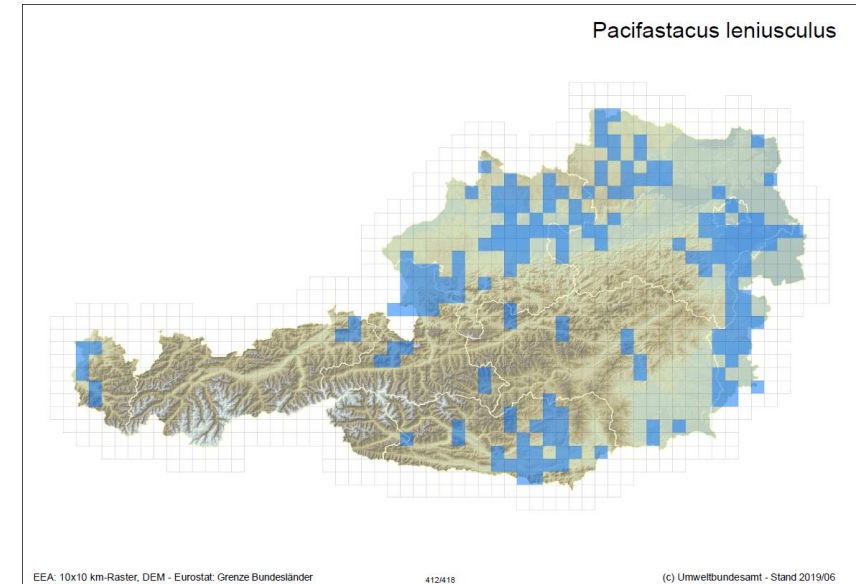 Pacifastacus leniusculus
EEA: 10x10 km-Raster, DEM - Eurostat: Grenze Bundesländer
412/418
(c) Umweltbundesamt - Stand 2019/06